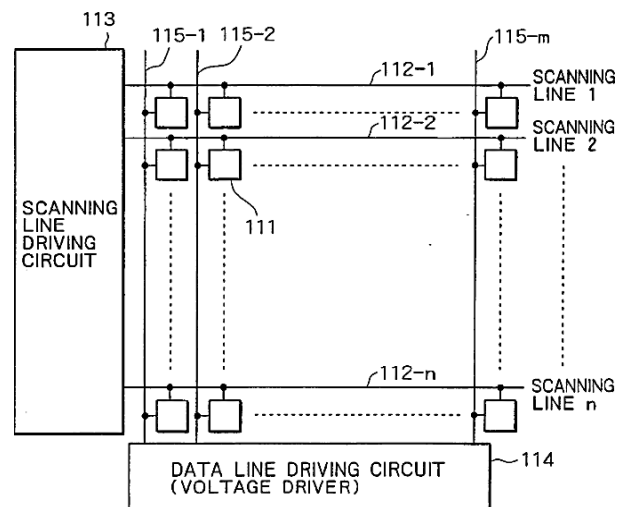 113
115-1
115-2
115-m
112-1
SCANNING
LINE 1
112-2
SCANNING
LINE 2
SCANNING
LINE
DRIVING
CIRCUIT
111
112-n
SCANNING
LINE n
DATA LINE DRIVING CIRCUIT
(VOLTAGE DRIVER)
114